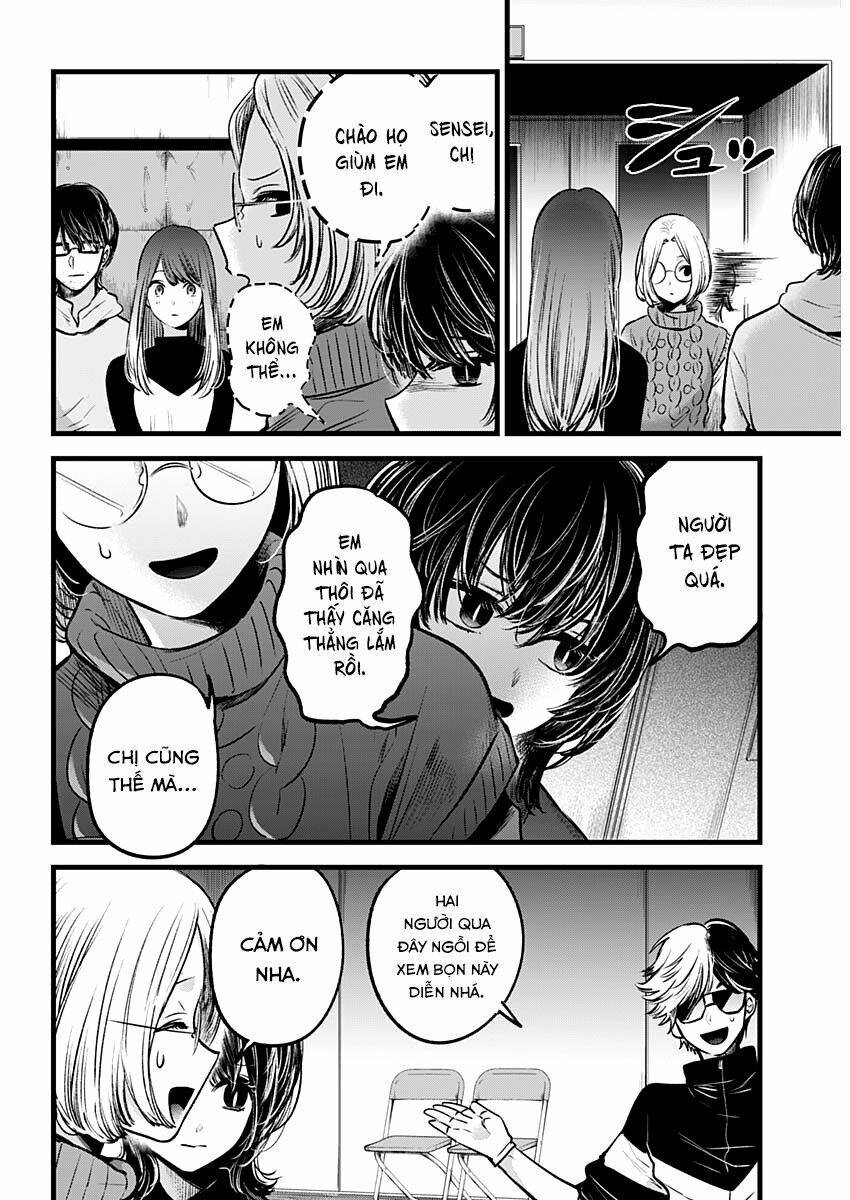 シュッ
SENSEI,
CHỊ
CHÀO HỌ
GIÙM EM
ĐI.
EM
KHÔNG
THỂ...
NGƯỜI
TA ĐẸP
QUÁ.
EM
NHÌN QUA
THÔI ĐÃ
THẤY CĂNG
THẲNG LẮM
RỒI.
CHỊ CŨNG
THẾ MÀ...
HAI
NGƯỜI QUA
ĐÂY NGỒI ĐỂ
XEM BỌN NÀY
DIỄN NHÁ.
CẢM ƠN
NHA.